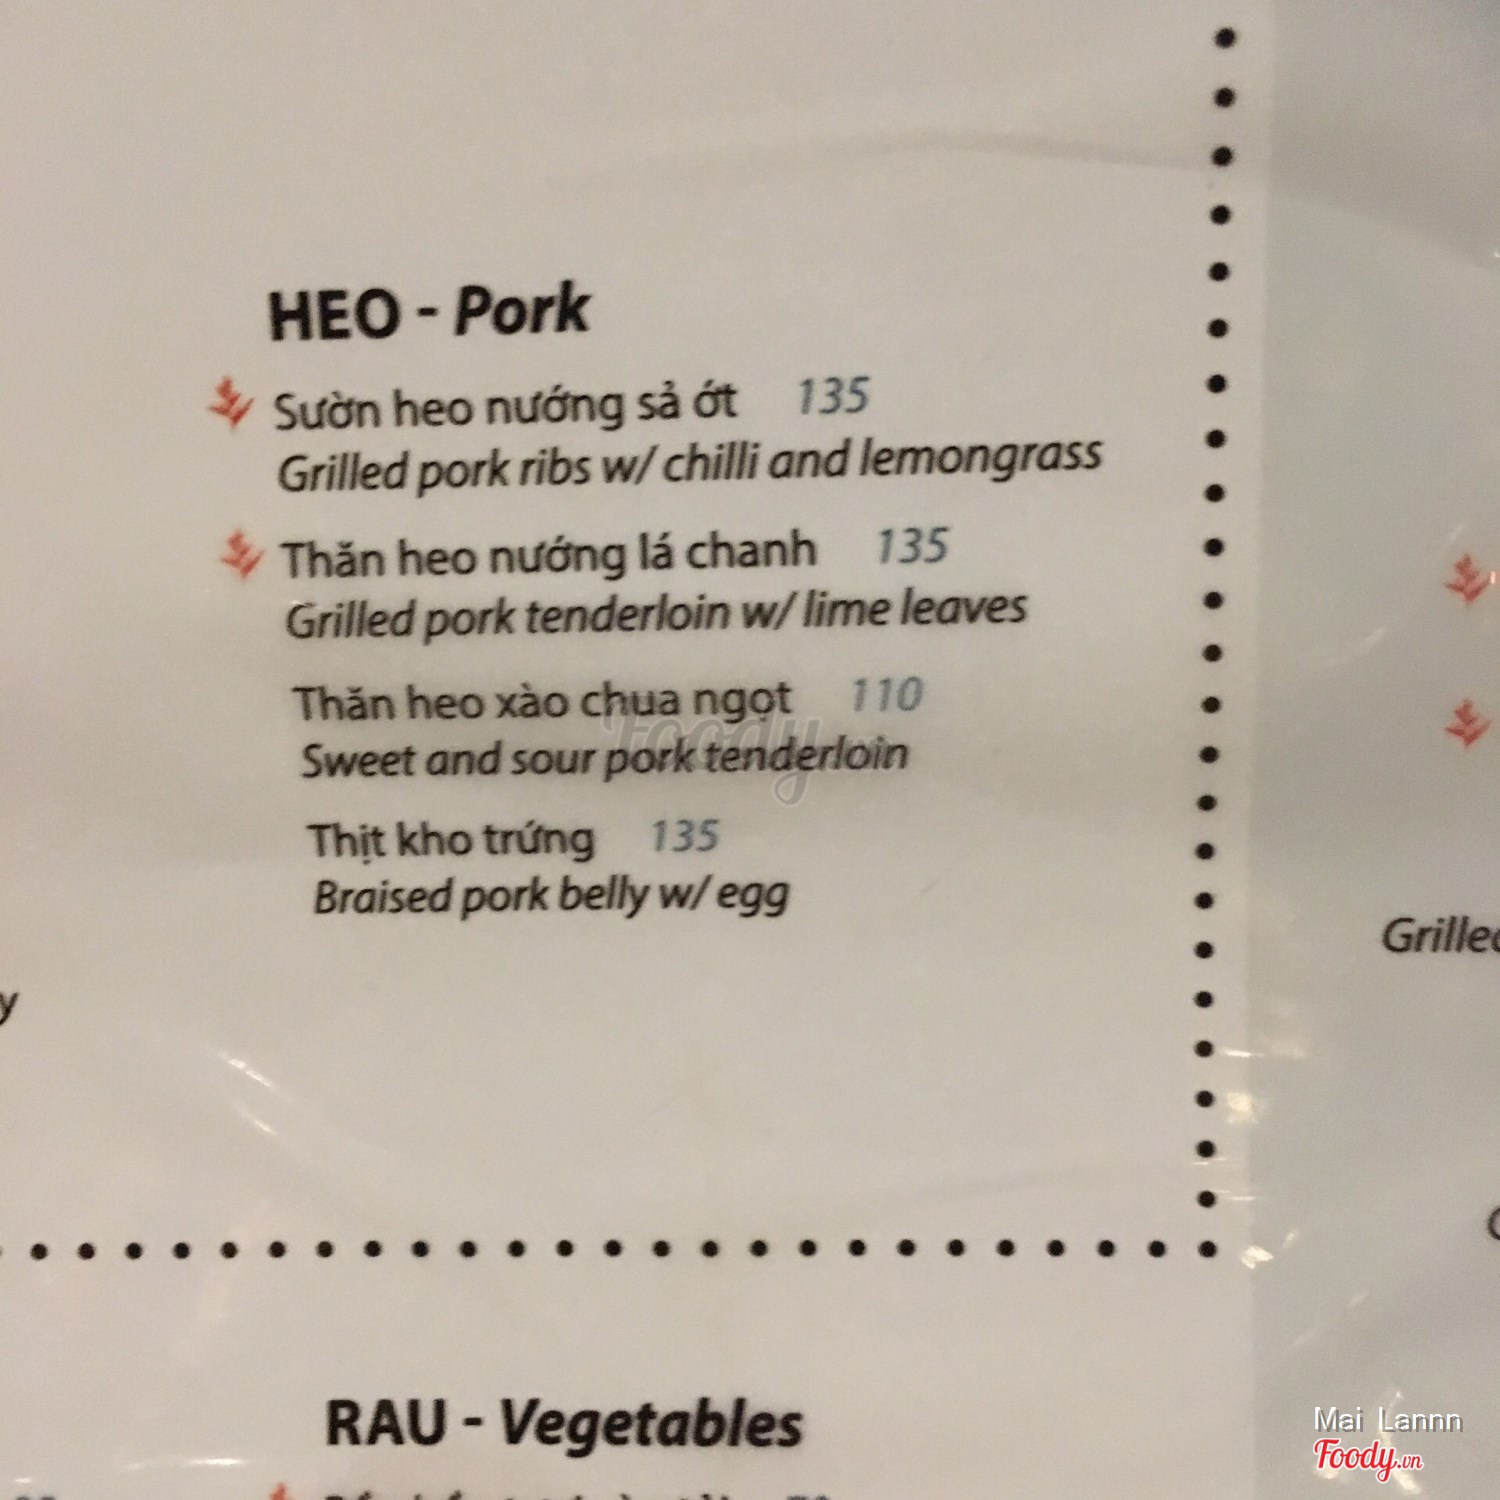 HEO - Pork
Sườn heo nướng sả ớt 135
Grilled pork ribs w/ chilli and lemongrass
Thăn heo nướng lá chanh 135
Grilled pork tenderloin w/ lime leaves
Thăn heo xào chua ngọt 110
Sweet and sour pork tenderloin
Thịt kho trứng 135
Braised pork belly w/ egg
RAU - Vegetables
Foody
Mai Lannn
Foody.vn